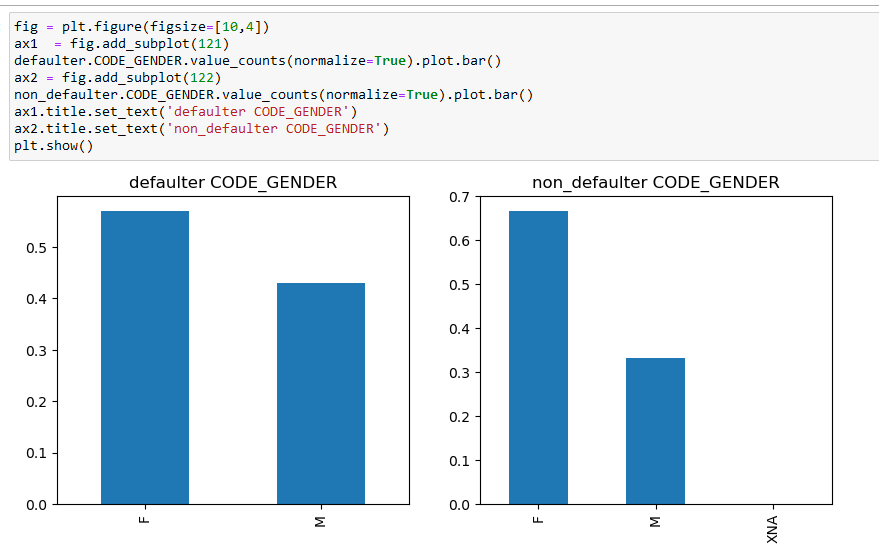 fig = plt.figure(figsize=[10,4])
ax1  = fig.add_subplot(121)
defaulter.CODE_GENDER.value_counts(normalize=True).plot.bar()
ax2 = fig.add_subplot(122)
non_defaulter.CODE_GENDER.value_counts(normalize=True).plot.bar()
ax1.title.set_text('defaulter CODE_GENDER')
ax2.title.set_text('non_defaulter CODE_GENDER')
plt.show()
defaulter CODE_GENDER
0.5
0.4
0.3
0.2
0.1
0.0
F
M
non_defaulter CODE_GENDER
0.7
0.6
0.5
0.4
0.3
0.2
0.1
0.0
F
M
XNA